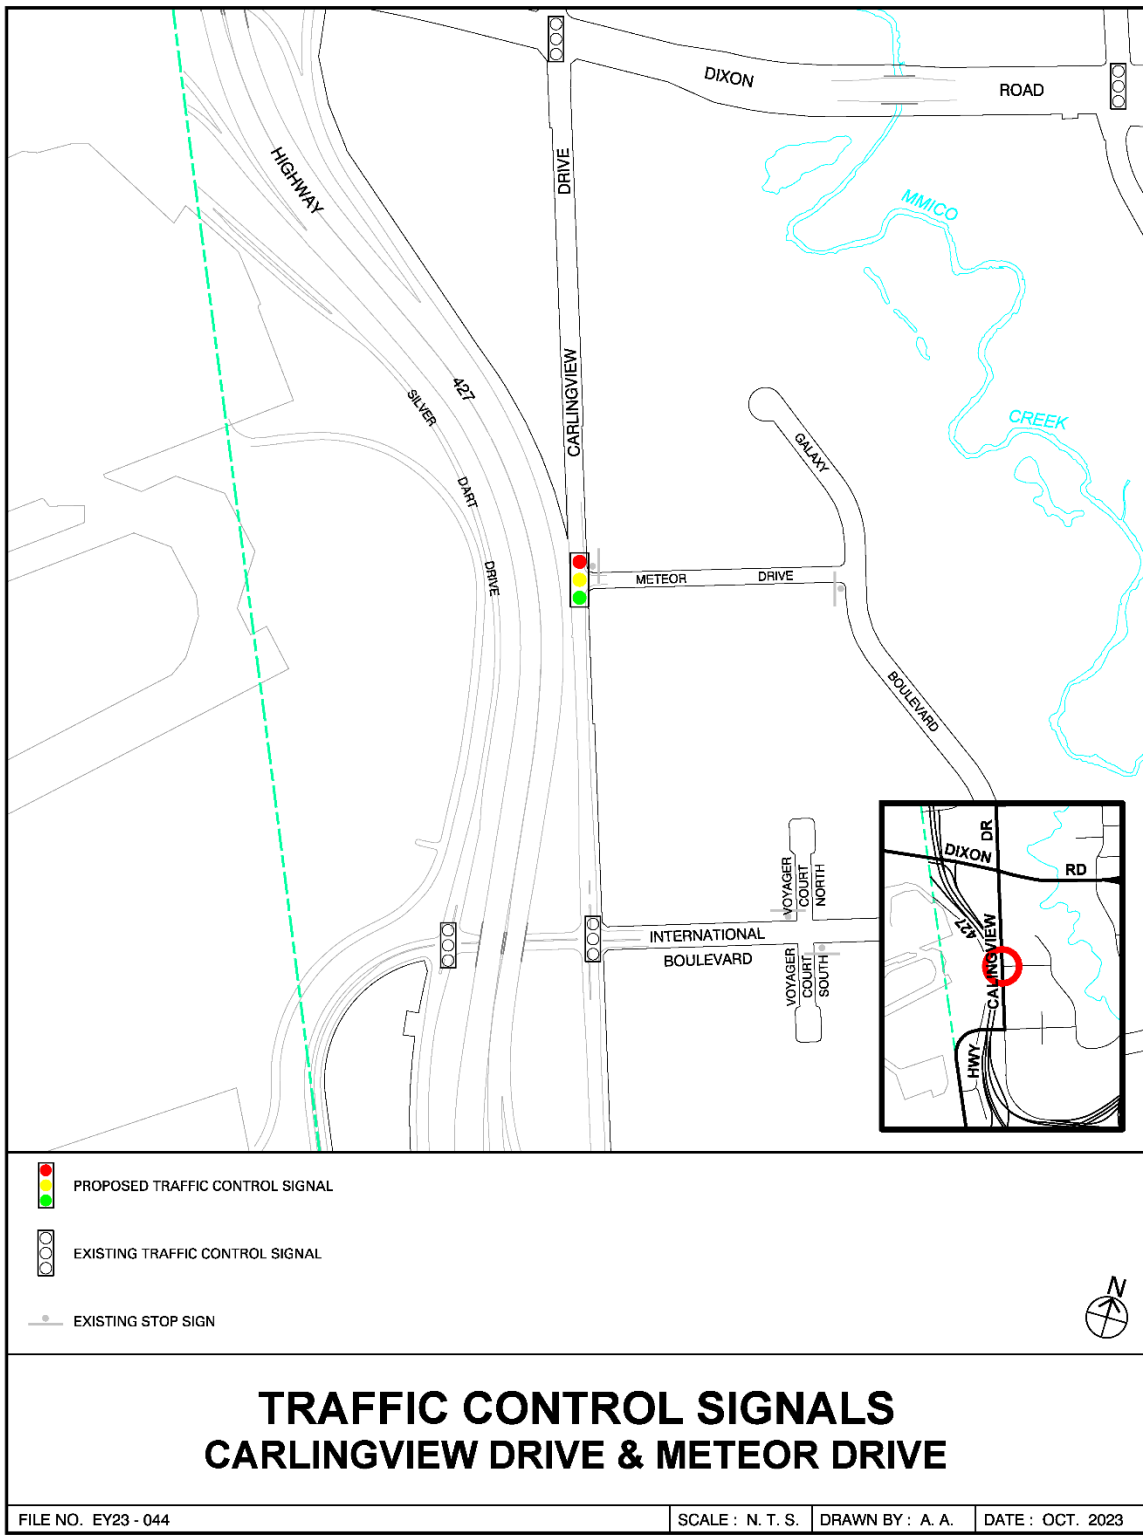 DIXON
ROAD
HIGHWAY
DRIVE
MMICO
CARLINGVIEW
427
SILVER
CREEK
GALAXY
DART
DRIVE
METEOR
DRIVE
BOULEVARD
VOYAGER
COURT
NORTH
INTERNATIONAL
BOULEVARD
VOYAGER
COURT
SOUTH
DR
DIXON
RD
427
CALINGVIEW
HWY
PROPOSED TRAFFIC CONTROL SIGNAL
EXISTING TRAFFIC CONTROL SIGNAL
EXISTING STOP SIGN
N
TRAFFIC CONTROL SIGNALS
CARLINGVIEW DRIVE & METEOR DRIVE
FILE NO. EY23 - 044
SCALE : N. T. S.
DRAWN BY : A. A.
DATE : OCT. 2023